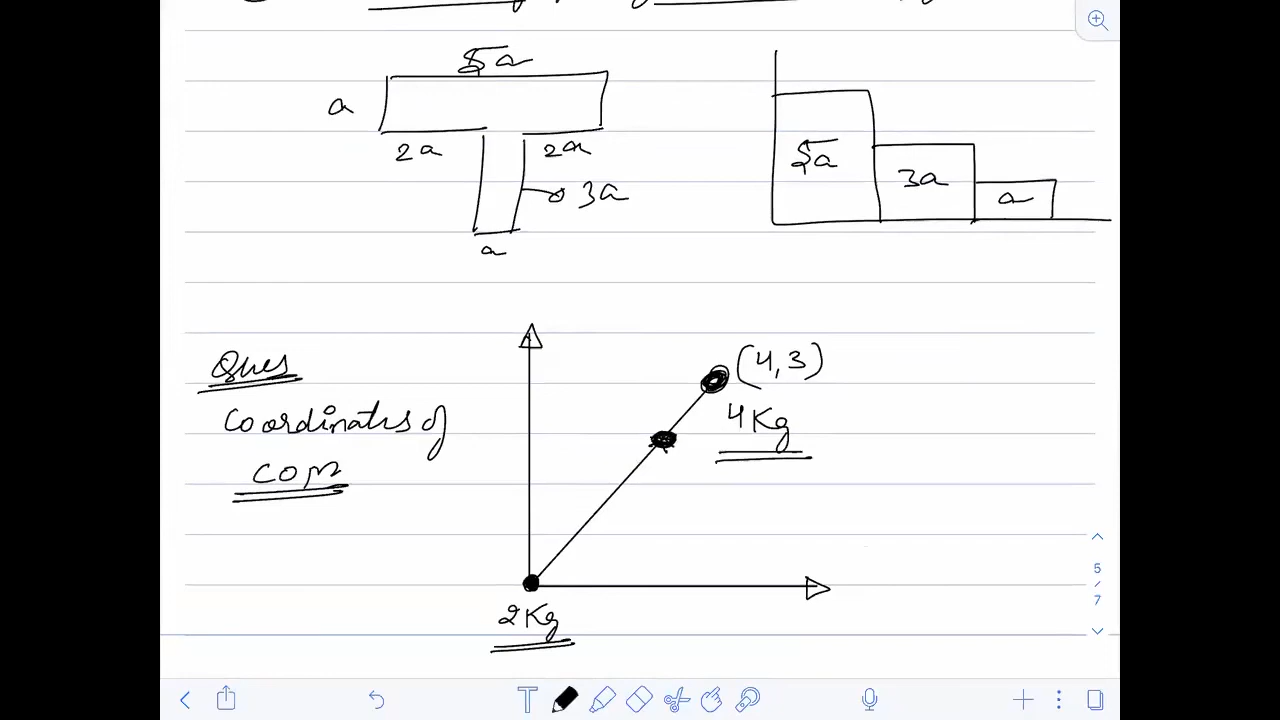 5a
a
2a
2a
3a
a
5a
3a
a
Ques
Coordinates of
COM
(4,3)
4Kg
2Kg
5
/
7
T